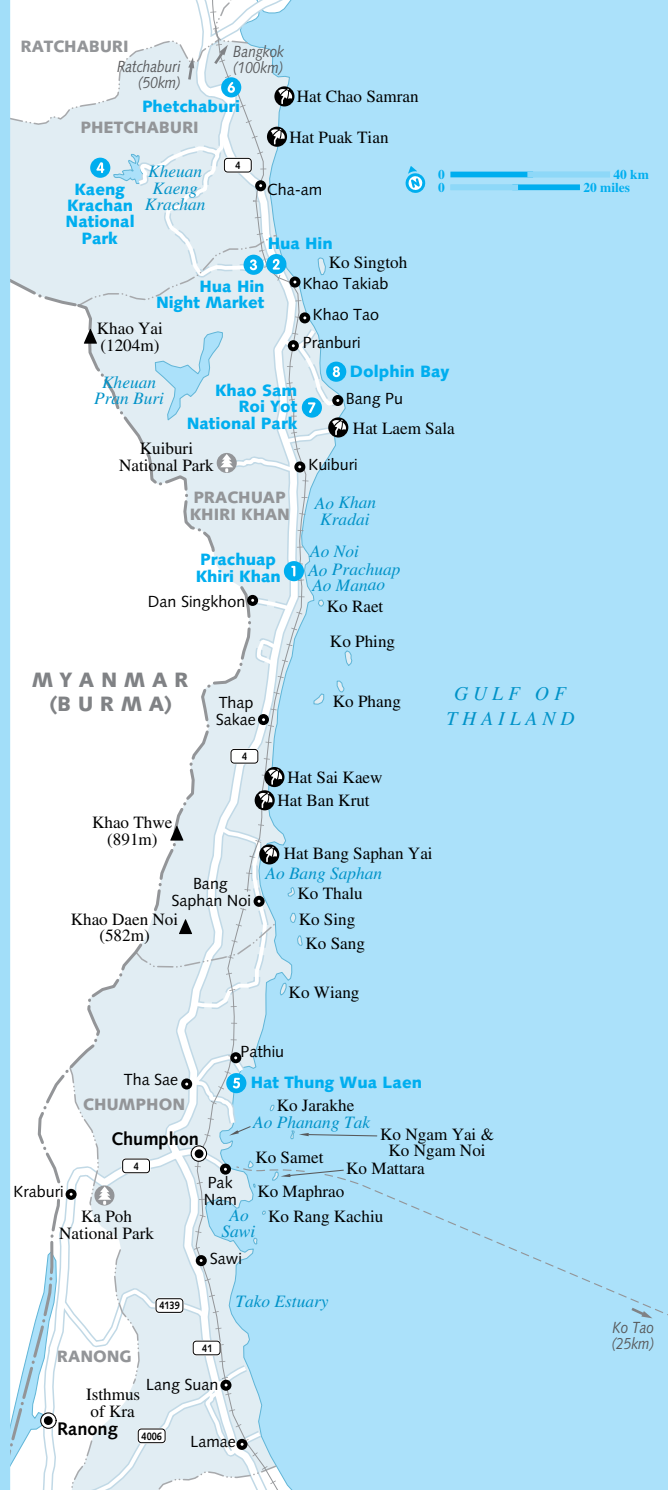 RATCHABURI
Ratchaburi
(50km)
Bangkok
(100km)
6
Phetchaburi
Hat Chao Samran
PHETCHABURI
Hat Puak Tian
4
4
Kaeng
Krachan
National
Park
Kheuan
Kaeng
Krachan
Cha-am
N
0 40 km
0 20 miles
Hua Hin
3 2
Ko Singtoh
Hua Hin
Night Market
Khao Takiab
Khao Tao
Khao Yai
(1204m)
Pranburi
8 Dolphin Bay
Kheuan
Pran Buri
Khao Sam
Roi Yot
National Park
7
Bang Pu
Hat Laem Sala
Kuiburi
National Park
Kuiburi
PRACHUAP
KHIRI KHAN
Ao Khan
Kradai
Ao Noi
Prachuap
Khiri Khan
1
Ao Prachuap
Ao Manao
Dan Singkhon
Ko Raet
Ko Phing
MYANMAR
(BURMA)
Ko Phang
GULF OF
THAILAND
Thap
Sakae
4
Hat Sai Kaew
Hat Ban Krut
Khao Thwe
(891m)
Hat Bang Saphan Yai
Ao Bang Saphan
Bang
Saphan Noi
Ko Thalu
Khao Daen Noi
(582m)
Ko Sing
Ko Sang
Ko Wiang
Pathiu
Tha Sae
5 Hat Thung Wua Laen
CHUMPHON
Ko Jarakhe
Ao Phanang Tak
Chumphon
Ko Ngam Yai &
Ko Ngam Noi
4
Ko Samet
Ko Mattara
Kraburi
Pak
Nam
Ko Maphrao
Ka Poh
National Park
Ao
Sawi
Ko Rang Kachiu
Sawi
Tako Estuary
4139
Ko Tao
(25km)
41
RANONG
Isthmus
of Kra
Lang Suan
Ranong
4006
Lamae